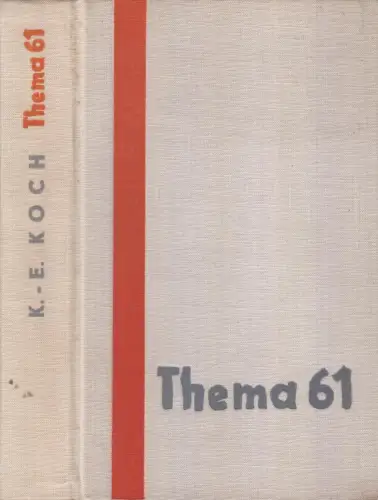 K.-E. KOCH Thema 61
Thema 61